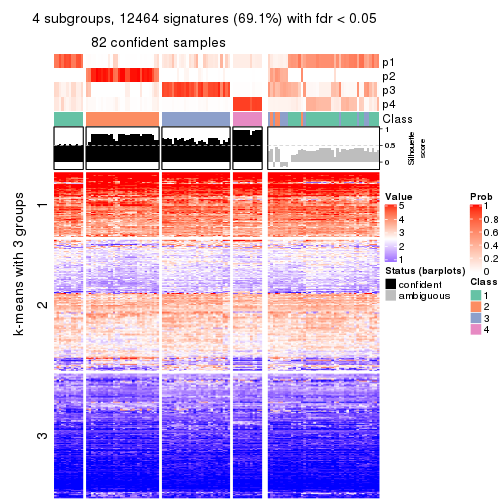 4 subgroups, 12464 signatures (69.1%) with fdr < 0.05
82 confident samples
p1
p2
p3
p4
Class
1
0.5
0
Silhouette
score
k-means with 3 groups
1
2
3
Value
5
4
3
2
1
Status (barplots)
confident
ambiguous
Prob
1
0.8
0.6
0.4
0.2
0
Class
1
2
3
4